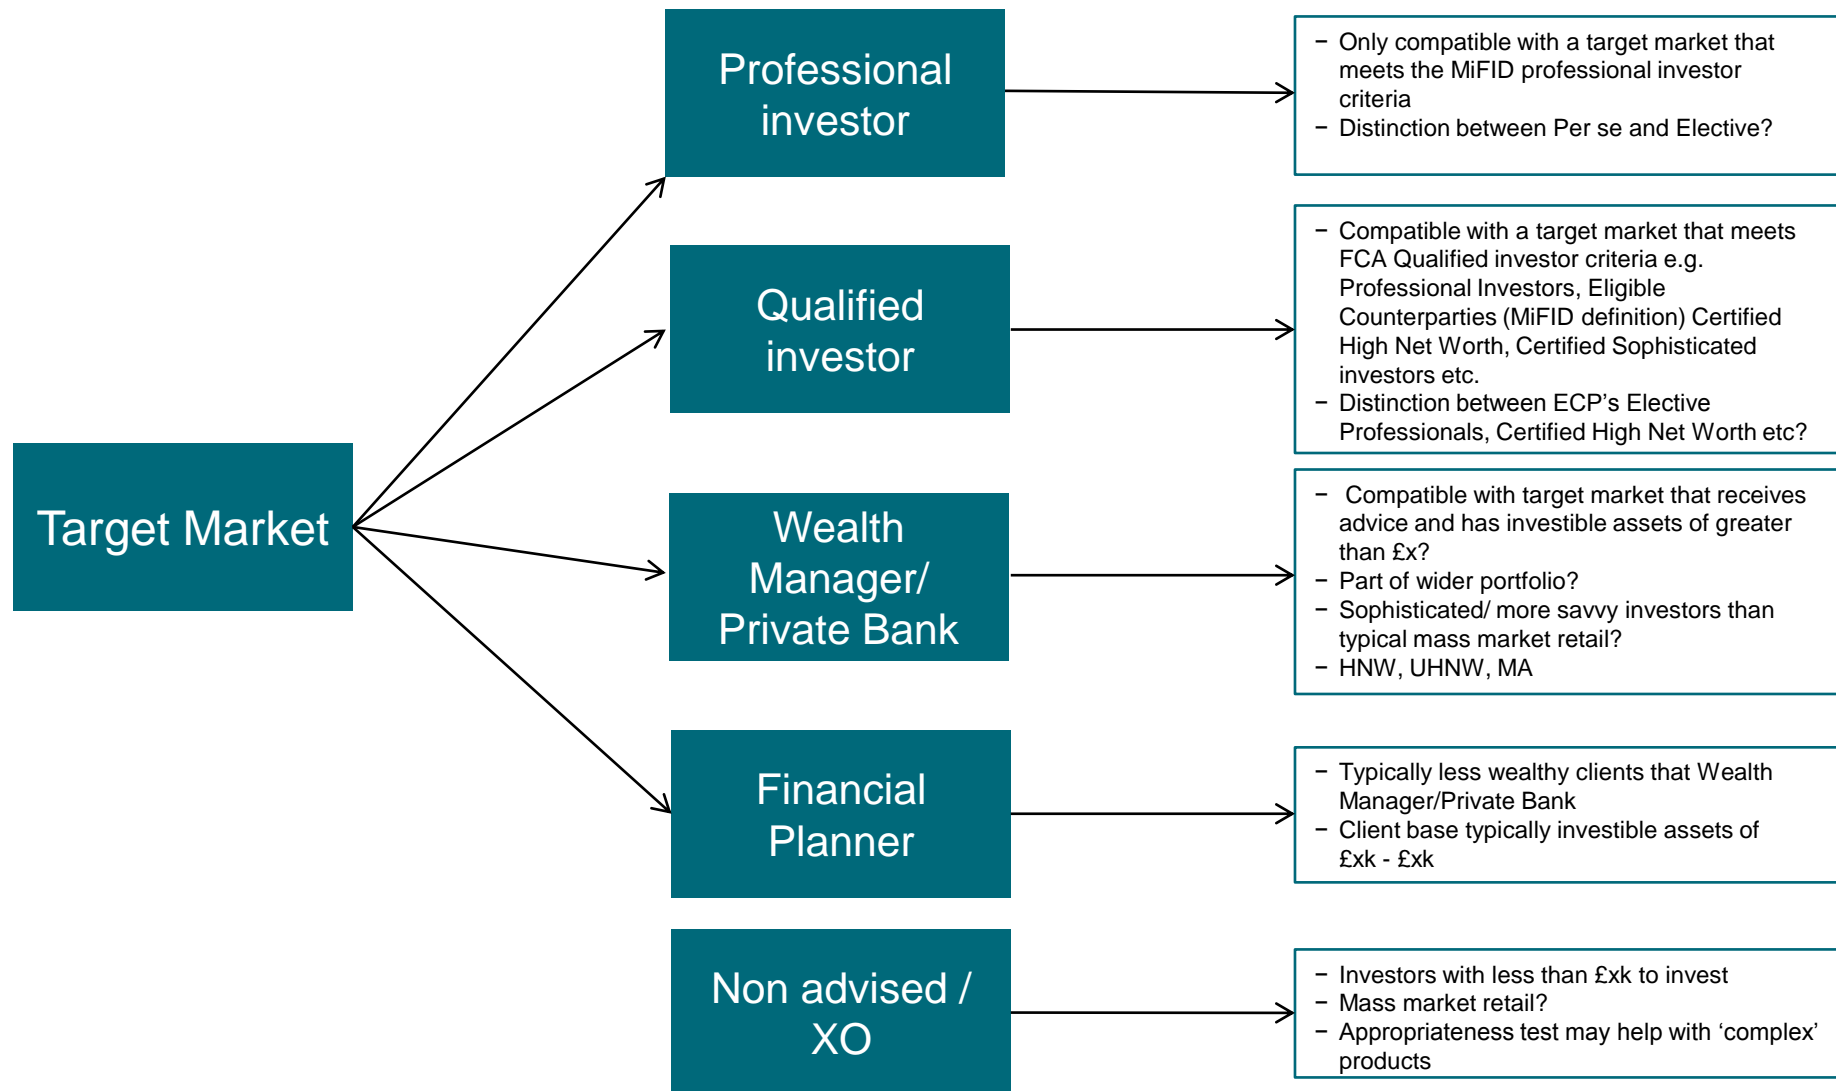 Target Market
Professional
investor
− Only compatible with a target market that
meets the MiFID professional investor
criteria
− Distinction between Per se and Elective?
Qualified
investor
− Compatible with a target market that meets
FCA Qualified investor criteria e.g.
Professional Investors, Eligible
Counterparties (MiFID definition) Certified
High Net Worth, Certified Sophisticated
investors etc.
− Distinction between ECP’s Elective
Professionals, Certified High Net Worth etc?
Wealth
Manager/
Private Bank
− Compatible with target market that receives
advice and has investible assets of greater
than £x?
− Part of wider portfolio?
− Sophisticated/ more savvy investors than
typical mass market retail?
− HNW, UHNW, MA
Financial
Planner
− Typically less wealthy clients that Wealth
Manager/Private Bank
− Client base typically investible assets of
£xk - £xk
Non advised /
XO
− Investors with less than £xk to invest
− Mass market retail?
− Appropriateness test may help with ‘complex’
products